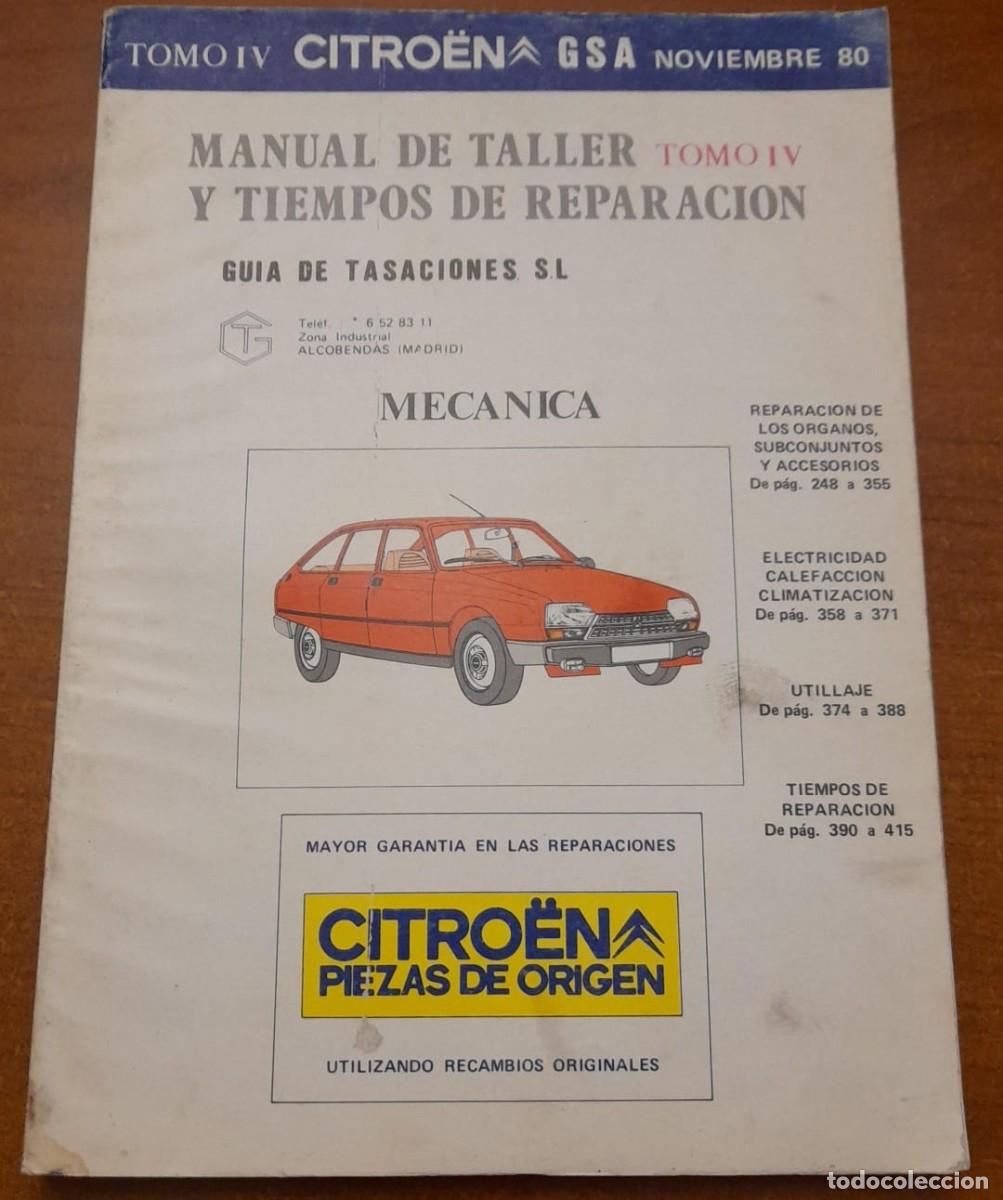 TOMO IV CITROËN GSA NOVIEMBRE 80
MANUAL DE TALLER TOMO IV
Y TIEMPOS DE REPARACION
GUIA DE TASACIONES S.L
TG
Teléf. * 6 52 83 11
Zona Industrial
ALCOBENDAS (MADRID)
MECANICA
REPARACION DE
LOS ORGANOS,
SUBCONJUNTOS
Y ACCESORIOS
De pág. 248 a 355
ELECTRICIDAD
CALEFACCION
CLIMATIZACION
De pág. 358 a 371
UTILLAJE
De pág. 374 a 388
TIEMPOS DE
REPARACION
De pág. 390 a 415
MAYOR GARANTIA EN LAS REPARACIONES
CITROËN
PIEZAS DE ORIGEN
UTILIZANDO RECAMBIOS ORIGINALES
todocoleccion